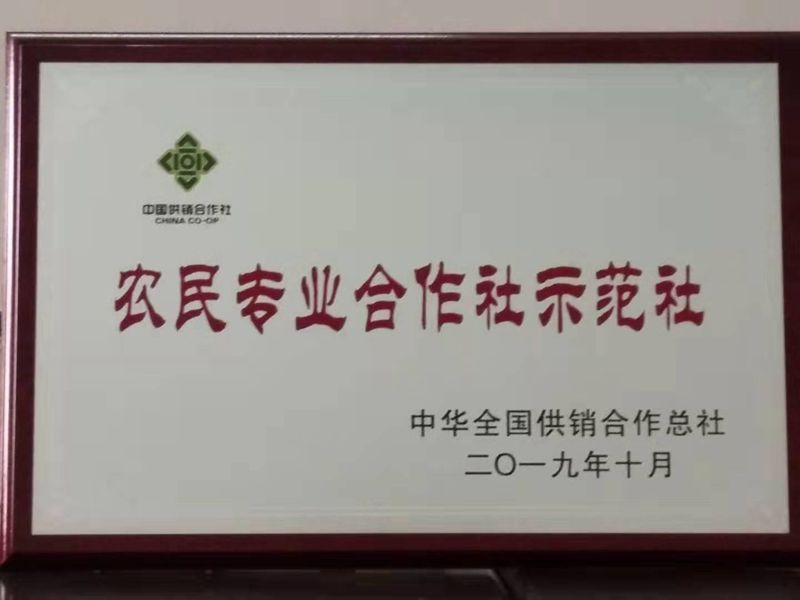 中国供销合作社
CHINA CO-OP
农民专业合作社示范社
中华全国供销合作总社
二〇一九年十月